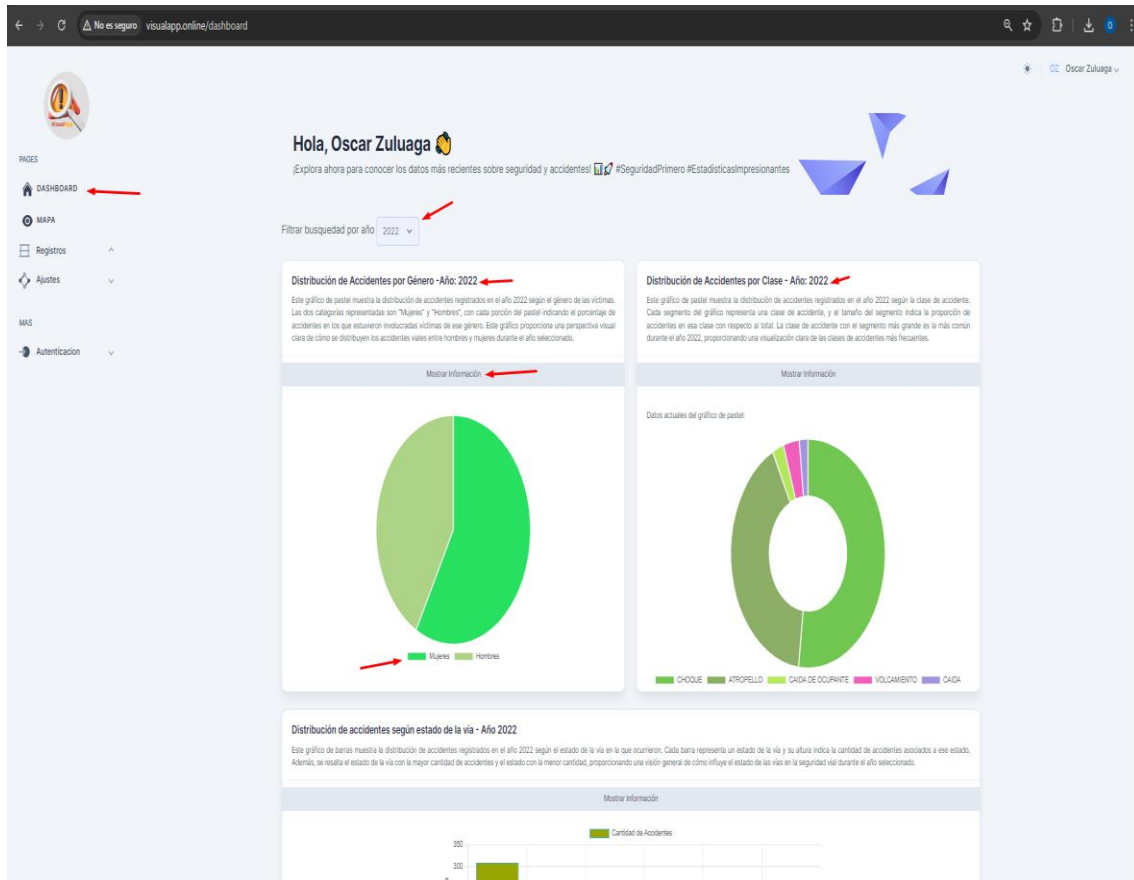 No es seguro visualapp.online/dashboard
OZ Oscar Zuluaga
VisualApp
PAGES
DASHBOARD
MAPA
Registros
Ajustes
MAS
Autenticacion
Hola, Oscar Zuluaga
¡Explora ahora para conocer los datos más recientes sobre seguridad y accidentes! #SeguridadPrimero #EstadísticasImpresionantes
Filtrar busquedad por año 2022
Distribución de Accidentes por Género -Año: 2022
Este gráfico de pastel muestra la distribución de accidentes registrados en el año 2022 según el género de las víctimas.
Las dos categorías representadas son "Mujeres" y "Hombres", con cada porción del pastel indicando el porcentaje de
accidentes en los que estuvieron involucradas víctimas de ese género. Este gráfico proporciona una perspectiva visual
clara de cómo se distribuyen los accidentes viales entre hombres y mujeres durante el año seleccionado.
Mostrar Información
Mujeres Hombres
Distribución de Accidentes por Clase - Año: 2022
Este gráfico de pastel muestra la distribución de accidentes registrados en el año 2022 según la clase de accidente.
Cada segmento del gráfico representa una clase de accidente, y el tamaño del segmento indica la proporción de
accidentes en esa clase con respecto al total. La clase de accidente con el segmento más grande es la más común
durante el año 2022, proporcionando una visualización clara de las clases de accidentes más frecuentes.
Mostrar Información
Datos actuales del gráfico de pastel:
CHOQUE ATROPELLO CAIDA DE OCUPANTE VOLCAMIENTO CAIDA
Distribución de accidentes según estado de la vía - Año 2022
Este gráfico de barras muestra la distribución de accidentes registrados en el año 2022 según el estado de la vía en la que ocurrieron. Cada barra representa un estado de la vía y su altura indica la cantidad de accidentes asociados a ese estado.
Además, se resalta el estado de la vía con la mayor cantidad de accidentes y el estado con la menor cantidad, proporcionando una visión general de cómo influye el estado de las vías en la seguridad vial durante el año seleccionado.
Mostrar Información
Cantidad de Accidentes
350
300